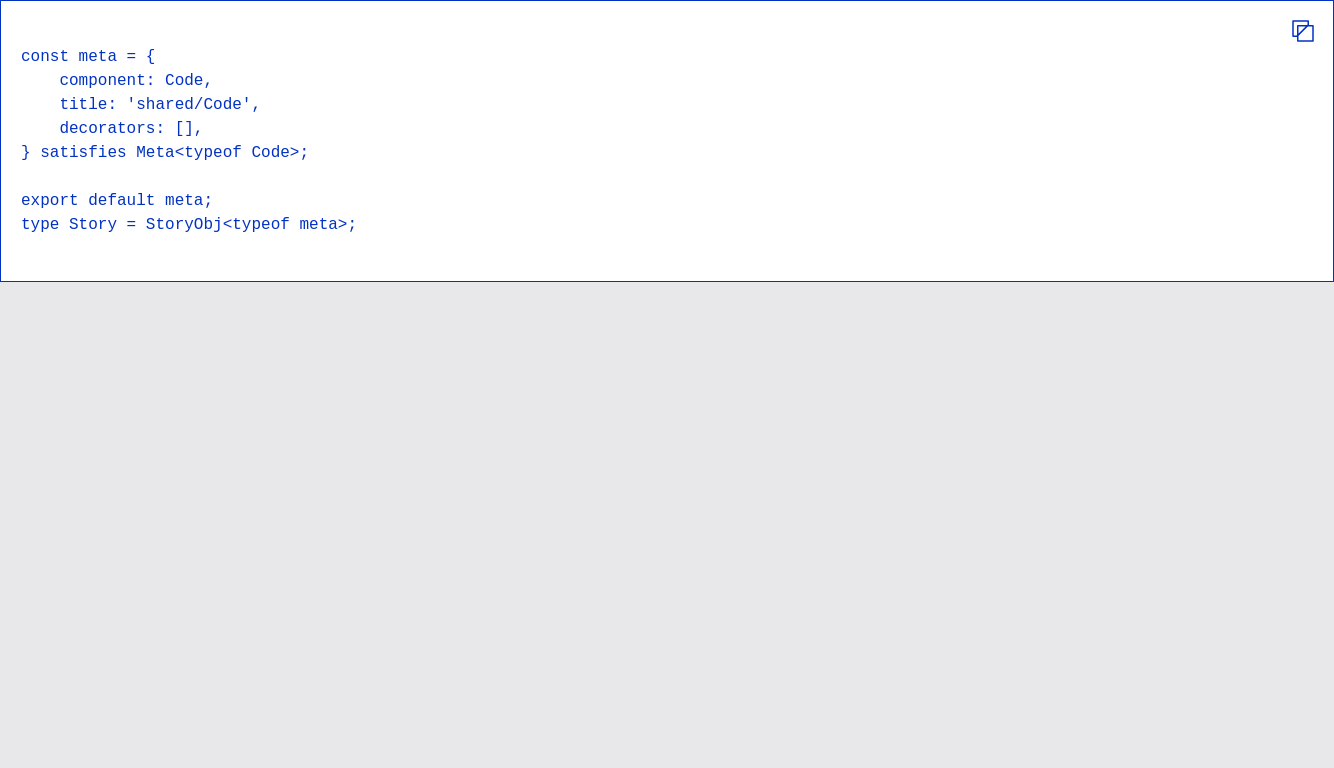 const meta = {
    component: Code,
    title: 'shared/Code',
    decorators: [],
} satisfies Meta<typeof Code>;

export default meta;
type Story = StoryObj<typeof meta>;